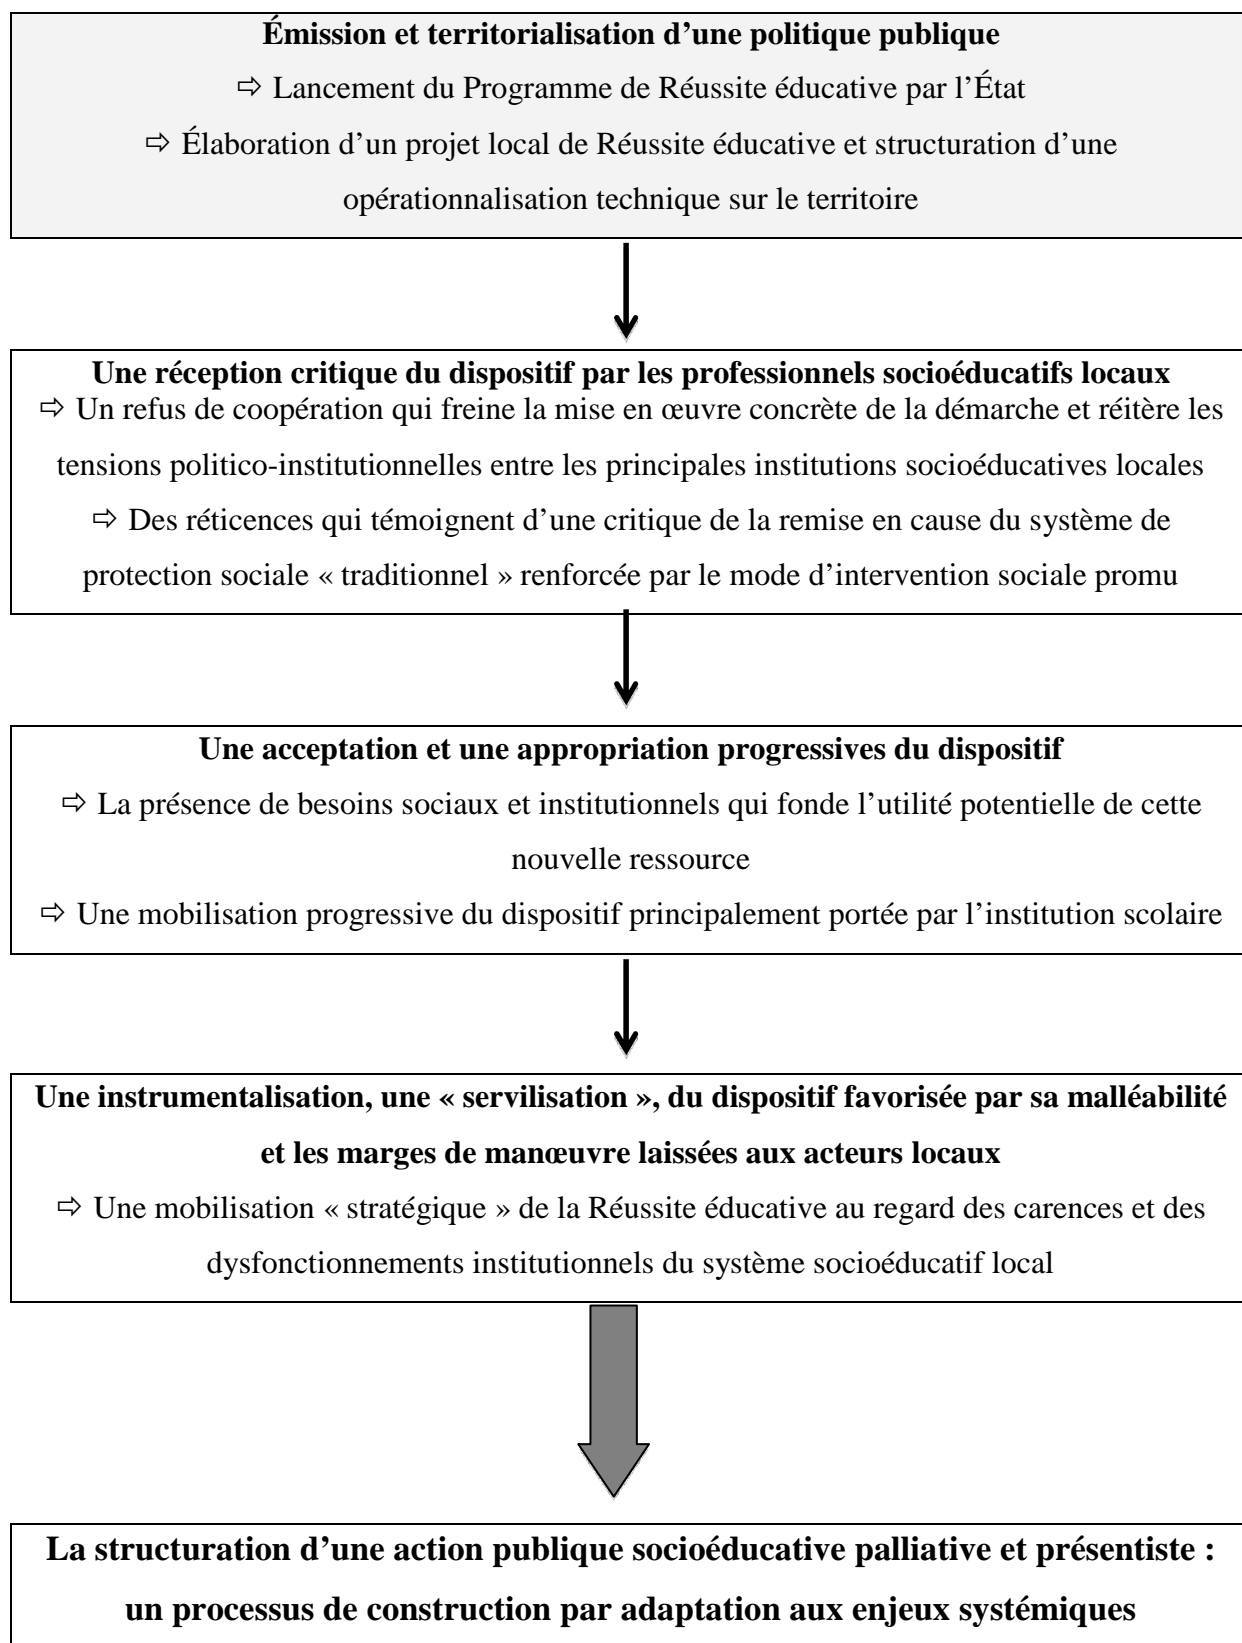 Émission et territorialisation d’une politique publique
⇨ Lancement du Programme de Réussite éducative par l’État
⇨ Élaboration d’un projet local de Réussite éducative et structuration d’une
opérationnalisation technique sur le territoire
Une réception critique du dispositif par les professionnels socioéducatifs locaux
⇨ Un refus de coopération qui freine la mise en œuvre concrète de la démarche et réitère les
tensions politico-institutionnelles entre les principales institutions socioéducatives locales
⇨ Des réticences qui témoignent d’une critique de la remise en cause du système de
protection sociale « traditionnel » renforcée par le mode d’intervention sociale promu
Une acceptation et une appropriation progressives du dispositif
⇨ La présence de besoins sociaux et institutionnels qui fonde l’utilité potentielle de cette
nouvelle ressource
⇨ Une mobilisation progressive du dispositif principalement portée par l’institution scolaire
Une instrumentalisation, une « servilisation », du dispositif favorisée par sa malléabilité
et les marges de manœuvre laissées aux acteurs locaux
⇨ Une mobilisation « stratégique » de la Réussite éducative au regard des carences et des
dysfonctionnements institutionnels du système socioéducatif local
La structuration d’une action publique socioéducative palliative et présentiste :
un processus de construction par adaptation aux enjeux systémiques